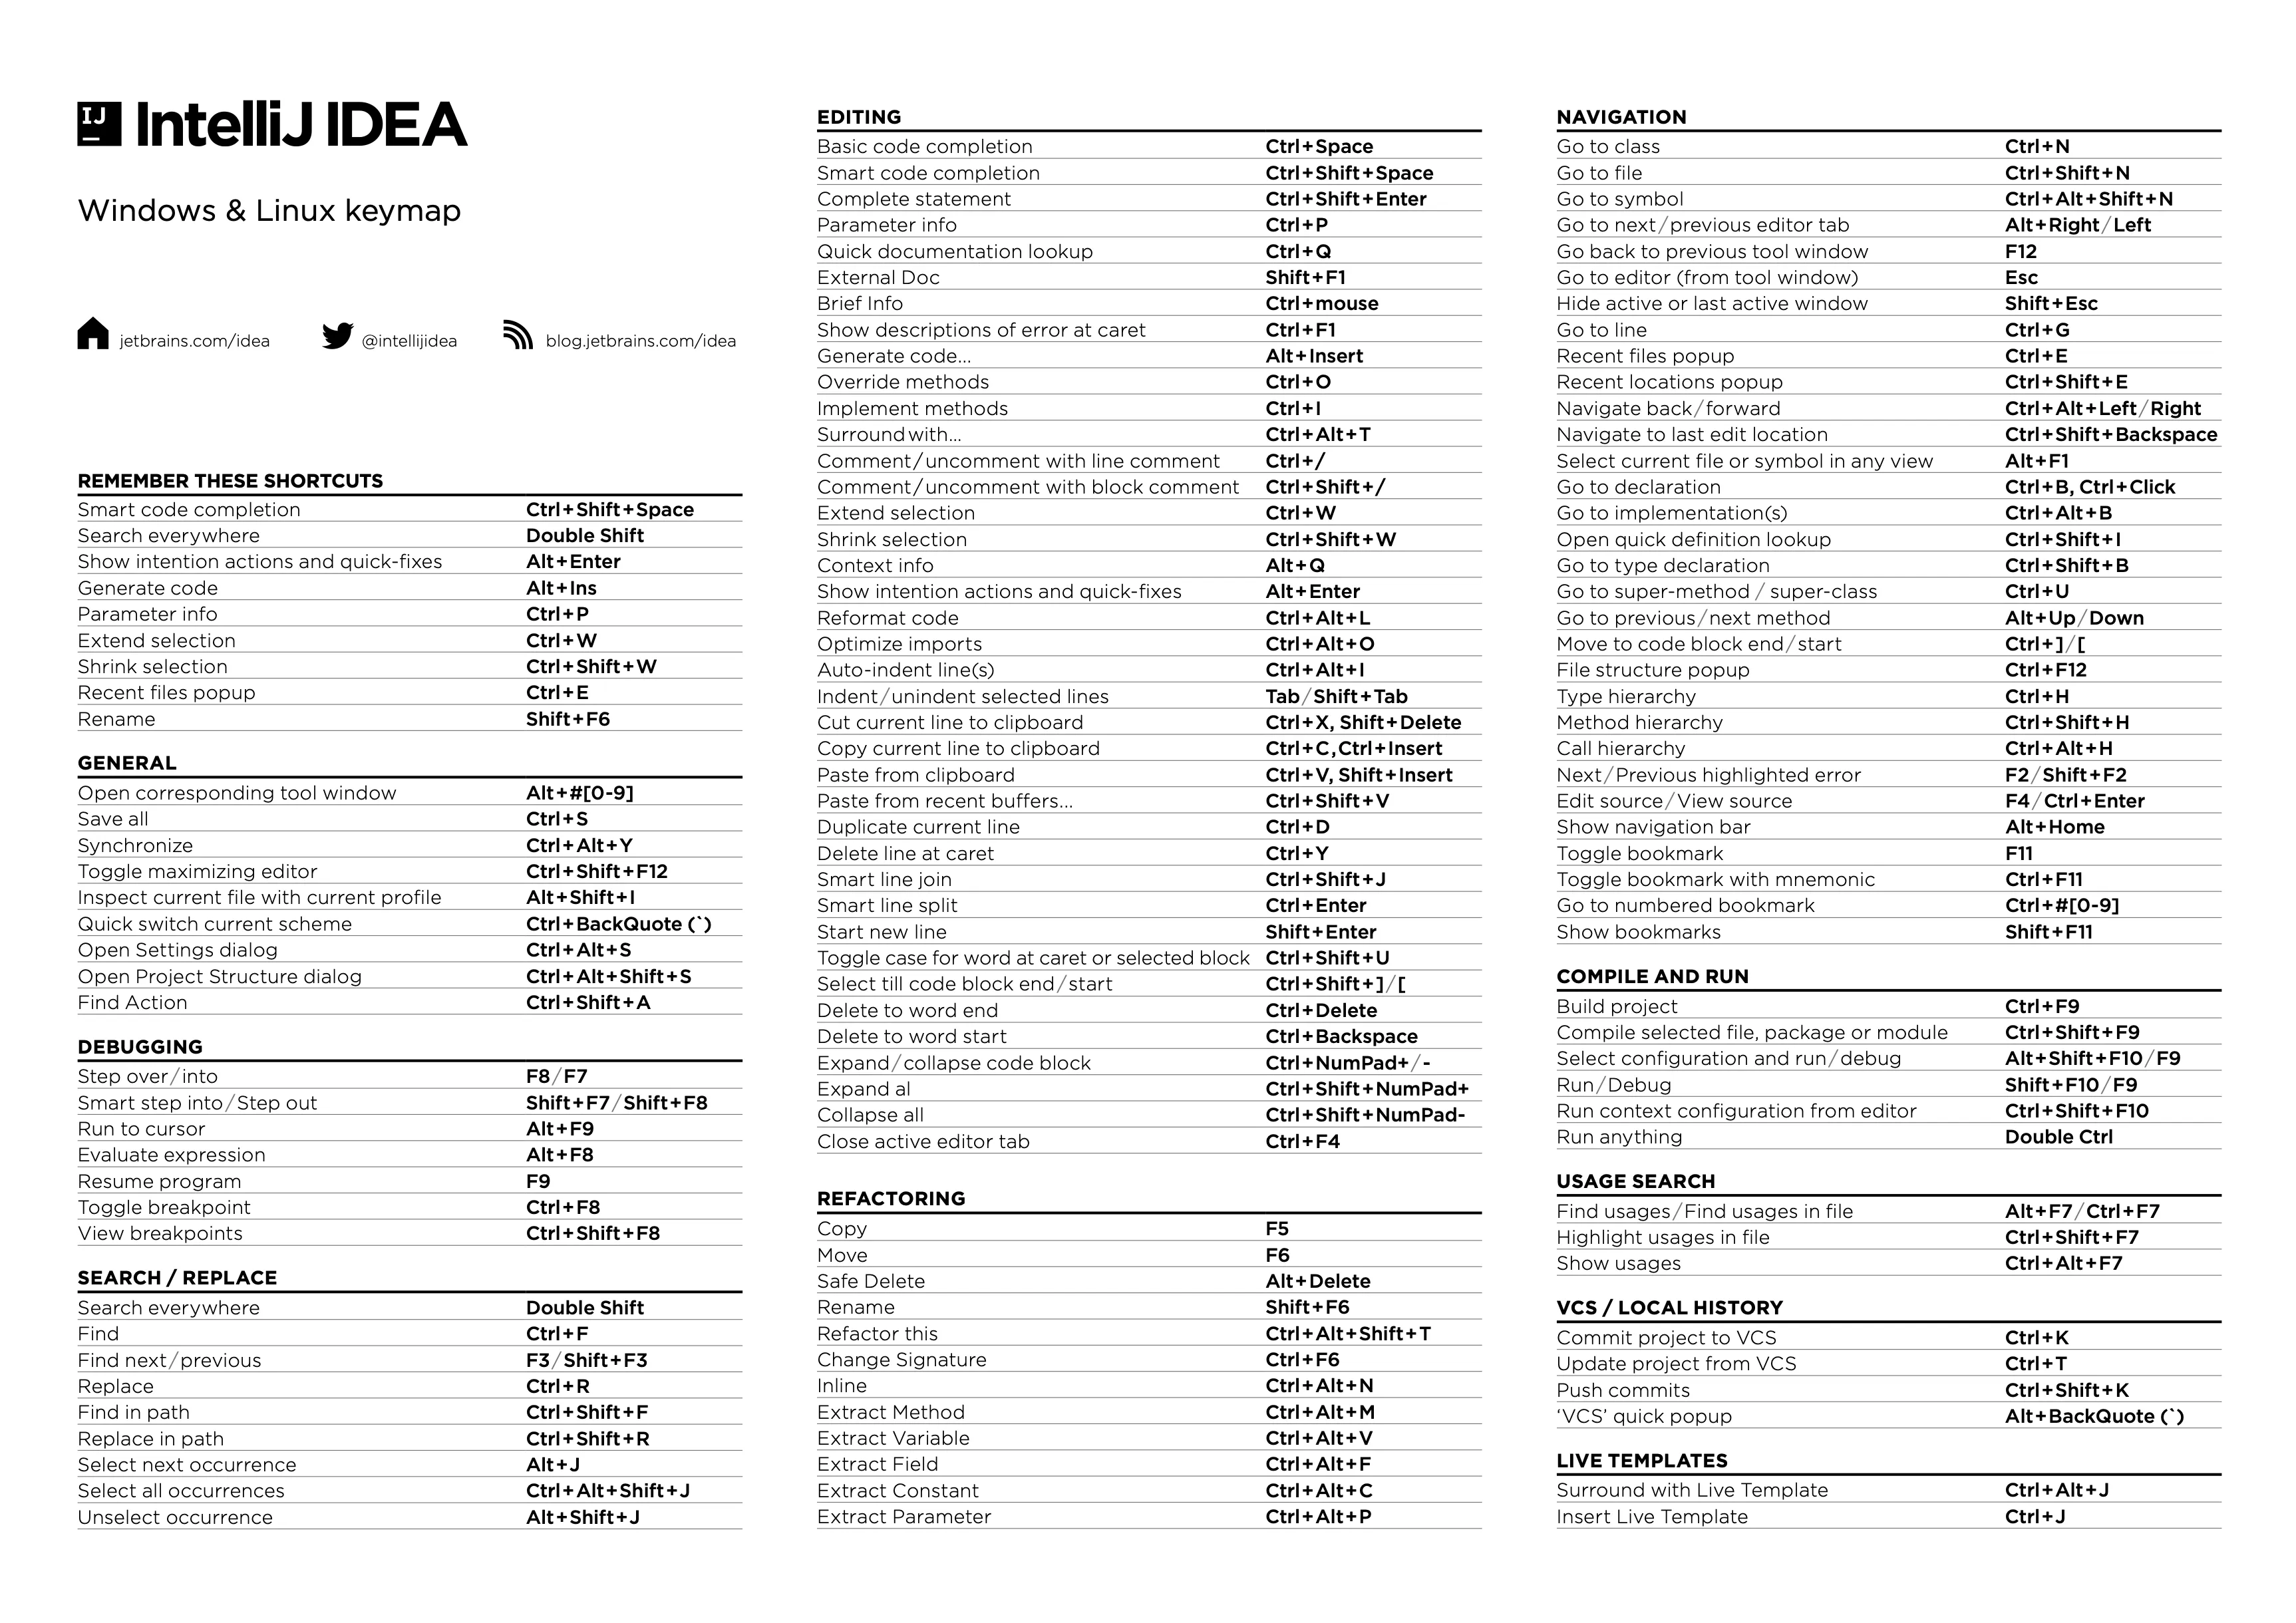 IJ IntelliJ IDEA
Windows & Linux keymap
jetbrains.com/idea @intellijidea blog.jetbrains.com/idea
REMEMBER THESE SHORTCUTS
Smart code completion Ctrl+Shift+Space
Search everywhere Double Shift
Show intention actions and quick-fixes Alt+Enter
Generate code Alt+Ins
Parameter info Ctrl+P
Extend selection Ctrl+W
Shrink selection Ctrl+Shift+W
Recent files popup Ctrl+E
Rename Shift+F6
GENERAL
Open corresponding tool window Alt+#[0-9]
Save all Ctrl+S
Synchronize Ctrl+Alt+Y
Toggle maximizing editor Ctrl+Shift+F12
Inspect current file with current profile Alt+Shift+I
Quick switch current scheme Ctrl+BackQuote (`)
Open Settings dialog Ctrl+Alt+S
Open Project Structure dialog Ctrl+Alt+Shift+S
Find Action Ctrl+Shift+A
DEBUGGING
Step over/into F8/F7
Smart step into/Step out Shift+F7/Shift+F8
Run to cursor Alt+F9
Evaluate expression Alt+F8
Resume program F9
Toggle breakpoint Ctrl+F8
View breakpoints Ctrl+Shift+F8
SEARCH / REPLACE
Search everywhere Double Shift
Find Ctrl+F
Find next/previous F3/Shift+F3
Replace Ctrl+R
Find in path Ctrl+Shift+F
Replace in path Ctrl+Shift+R
Select next occurrence Alt+J
Select all occurrences Ctrl+Alt+Shift+J
Unselect occurrence Alt+Shift+J
EDITING
Basic code completion Ctrl+Space
Smart code completion Ctrl+Shift+Space
Complete statement Ctrl+Shift+Enter
Parameter info Ctrl+P
Quick documentation lookup Ctrl+Q
External Doc Shift+F1
Brief Info Ctrl+mouse
Show descriptions of error at caret Ctrl+F1
Generate code... Alt+Insert
Override methods Ctrl+O
Implement methods Ctrl+I
Surround with... Ctrl+Alt+T
Comment/uncomment with line comment Ctrl+/
Comment/uncomment with block comment Ctrl+Shift+/
Extend selection Ctrl+W
Shrink selection Ctrl+Shift+W
Context info Alt+Q
Show intention actions and quick-fixes Alt+Enter
Reformat code Ctrl+Alt+L
Optimize imports Ctrl+Alt+O
Auto-indent line(s) Ctrl+Alt+I
Indent/unindent selected lines Tab/Shift+Tab
Cut current line to clipboard Ctrl+X, Shift+Delete
Copy current line to clipboard Ctrl+C, Ctrl+Insert
Paste from clipboard Ctrl+V, Shift+Insert
Paste from recent buffers... Ctrl+Shift+V
Duplicate current line Ctrl+D
Delete line at caret Ctrl+Y
Smart line join Ctrl+Shift+J
Smart line split Ctrl+Enter
Start new line Shift+Enter
Toggle case for word at caret or selected block Ctrl+Shift+U
Select till code block end/start Ctrl+Shift+]/[
Delete to word end Ctrl+Delete
Delete to word start Ctrl+Backspace
Expand/collapse code block Ctrl+NumPad+/-
Expand al Ctrl+Shift+NumPad+
Collapse all Ctrl+Shift+NumPad-
Close active editor tab Ctrl+F4
REFACTORING
Copy F5
Move F6
Safe Delete Alt+Delete
Rename Shift+F6
Refactor this Ctrl+Alt+Shift+T
Change Signature Ctrl+F6
Inline Ctrl+Alt+N
Extract Method Ctrl+Alt+M
Extract Variable Ctrl+Alt+V
Extract Field Ctrl+Alt+F
Extract Constant Ctrl+Alt+C
Extract Parameter Ctrl+Alt+P
NAVIGATION
Go to class Ctrl+N
Go to file Ctrl+Shift+N
Go to symbol Ctrl+Alt+Shift+N
Go to next/previous editor tab Alt+Right/Left
Go back to previous tool window F12
Go to editor (from tool window) Esc
Hide active or last active window Shift+Esc
Go to line Ctrl+G
Recent files popup Ctrl+E
Recent locations popup Ctrl+Shift+E
Navigate back/forward Ctrl+Alt+Left/Right
Navigate to last edit location Ctrl+Shift+Backspace
Select current file or symbol in any view Alt+F1
Go to declaration Ctrl+B, Ctrl+Click
Go to implementation(s) Ctrl+Alt+B
Open quick definition lookup Ctrl+Shift+I
Go to type declaration Ctrl+Shift+B
Go to super-method / super-class Ctrl+U
Go to previous/next method Alt+Up/Down
Move to code block end/start Ctrl+]/[
File structure popup Ctrl+F12
Type hierarchy Ctrl+H
Method hierarchy Ctrl+Shift+H
Call hierarchy Ctrl+Alt+H
Next/Previous highlighted error F2/Shift+F2
Edit source/View source F4/Ctrl+Enter
Show navigation bar Alt+Home
Toggle bookmark F11
Toggle bookmark with mnemonic Ctrl+F11
Go to numbered bookmark Ctrl+#[0-9]
Show bookmarks Shift+F11
COMPILE AND RUN
Build project Ctrl+F9
Compile selected file, package or module Ctrl+Shift+F9
Select configuration and run/debug Alt+Shift+F10/F9
Run/Debug Shift+F10/F9
Run context configuration from editor Ctrl+Shift+F10
Run anything Double Ctrl
USAGE SEARCH
Find usages/Find usages in file Alt+F7/Ctrl+F7
Highlight usages in file Ctrl+Shift+F7
Show usages Ctrl+Alt+F7
VCS / LOCAL HISTORY
Commit project to VCS Ctrl+K
Update project from VCS Ctrl+T
Push commits Ctrl+Shift+K
‘VCS’ quick popup Alt+BackQuote (`)
LIVE TEMPLATES
Surround with Live Template Ctrl+Alt+J
Insert Live Template Ctrl+J